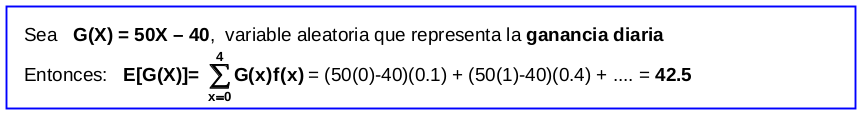 Sea G(X) = 50X – 40, variable aleatoria que representa la ganancia diaria
4
Entonces: E[G(X)]= ∑ G(x)f(x) = (50(0)-40)(0.1) + (50(1)-40)(0.4) + .... = 42.5
x=0